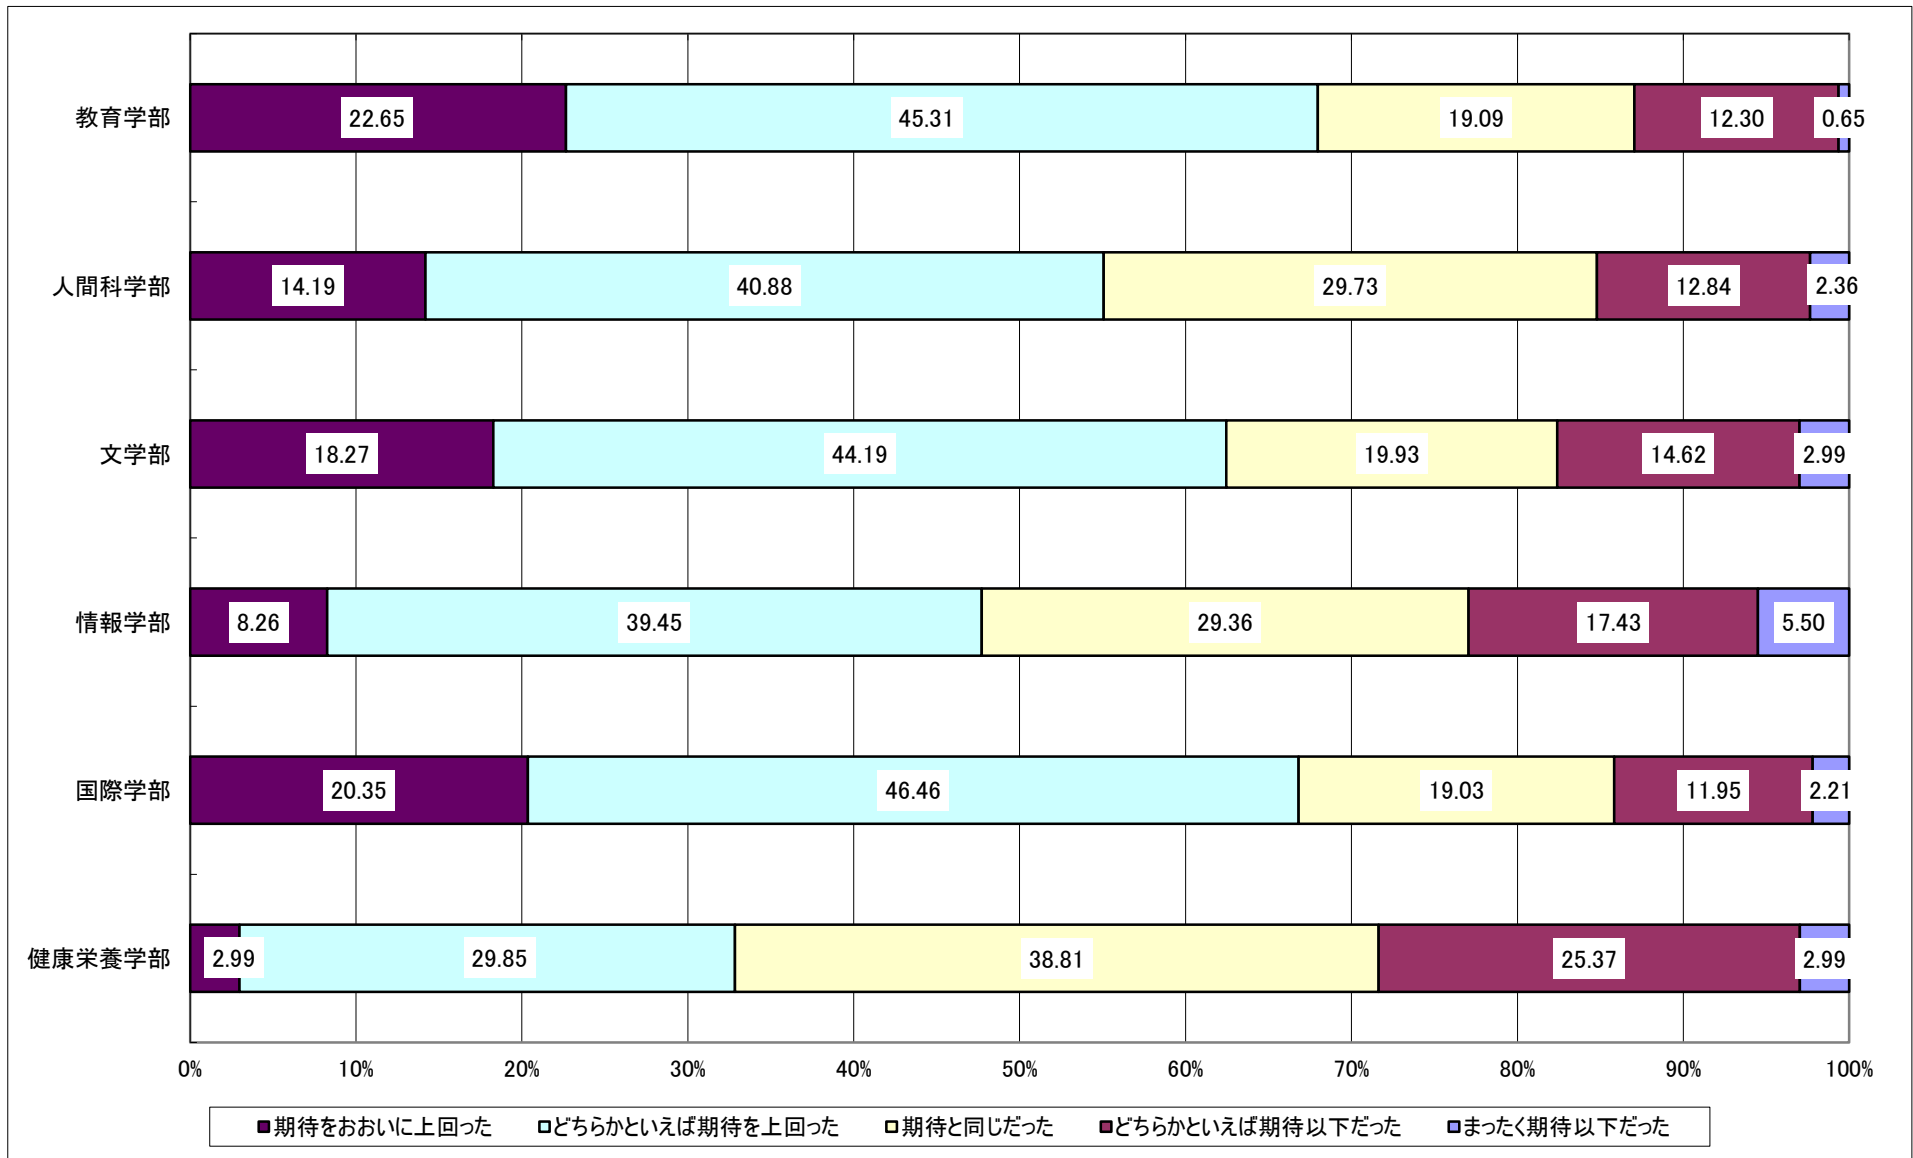 教育学部 22.65 45.31 19.09 12.30 0.65
人間科学部 14.19 40.88 29.73 12.84 2.36
文学部 18.27 44.19 19.93 14.62 2.99
情報学部 8.26 39.45 29.36 17.43 5.50
国際学部 20.35 46.46 19.03 11.95 2.21
健康栄養学部 2.99 29.85 38.81 25.37 2.99
0% 10% 20% 30% 40% 50% 60% 70% 80% 90% 100%
期待をおおいに上回った どちらかといえば期待を上回った 期待と同じだった どちらかといえば期待以下だった まったく期待以下だった